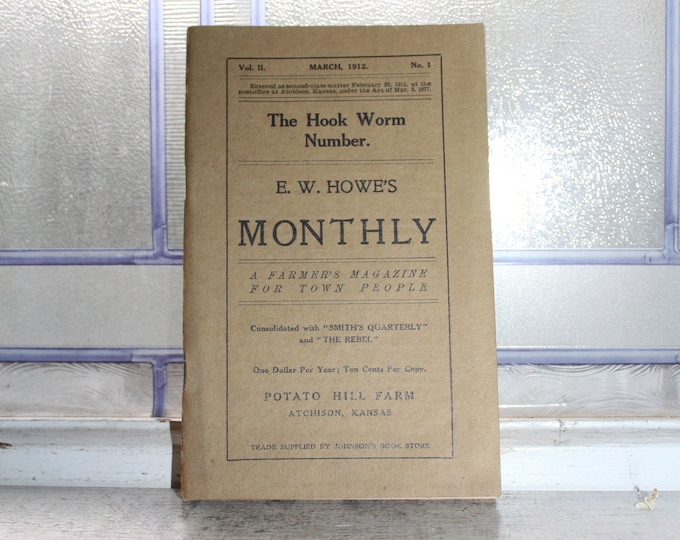 Vol. II. MARCH, 1912. No. 1
Entered as second-class matter February 22, 1911, at the
postoffice at Atchison, Kansas, under the Act of Mar. 3, 1877.
The Hook Worm
Number.
E. W. HOWE'S
MONTHLY
A FARMER'S MAGAZINE
FOR TOWN PEOPLE
Consolidated with "SMITH'S QUARTERLY"
and "THE REBEL"
One Dollar Per Year; Ten Cents Per Copy.
POTATO HILL FARM
ATCHISON, KANSAS
TRADE SUPPLIED BY JOHNSON'S BOOK STORE